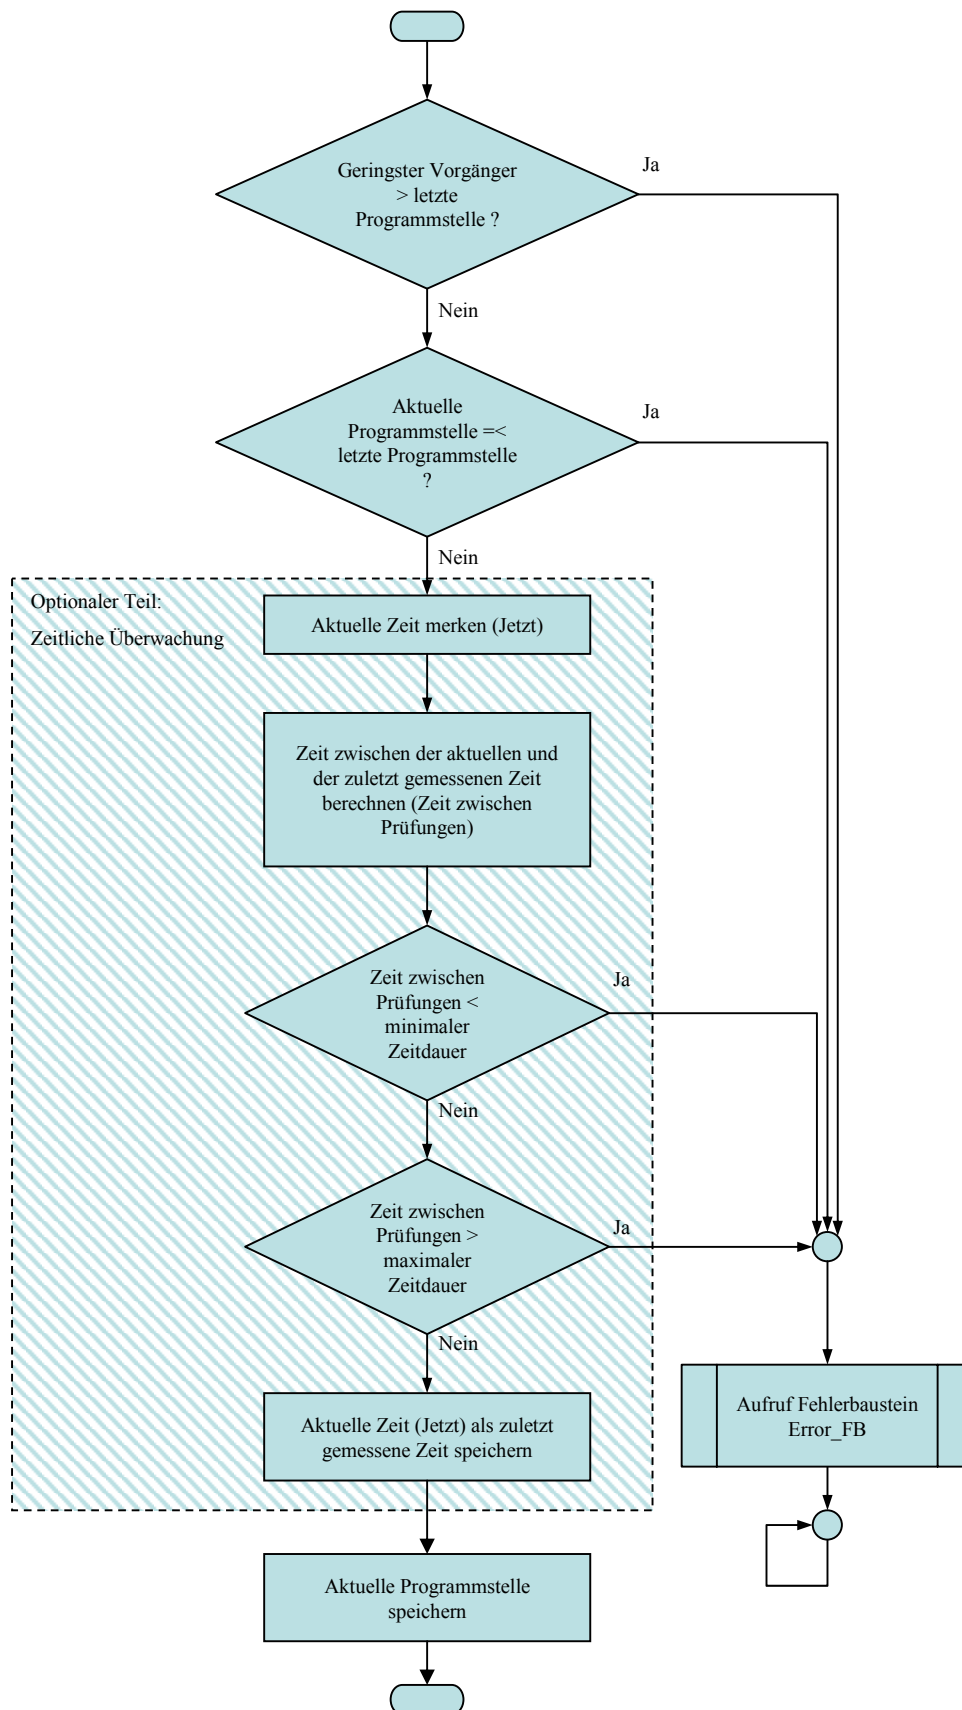 Geringster Vorgänger
> letzte
Programmstelle ?
Ja
Nein
Aktuelle
Programmstelle =<
letzte Programmstelle
?
Ja
Nein
Optionaler Teil:
Zeitliche Überwachung
Aktuelle Zeit merken (Jetzt)
Zeit zwischen der aktuellen und
der zuletzt gemessenen Zeit
berechnen (Zeit zwischen
Prüfungen)
Zeit zwischen
Prüfungen <
minimaler
Zeitdauer
Ja
Nein
Zeit zwischen
Prüfungen >
maximaler
Zeitdauer
Ja
Nein
Aktuelle Zeit (Jetzt) als zuletzt
gemessene Zeit speichern
Aufruf Fehlerbaustein
Error_FB
Aktuelle Programmstelle
speichern